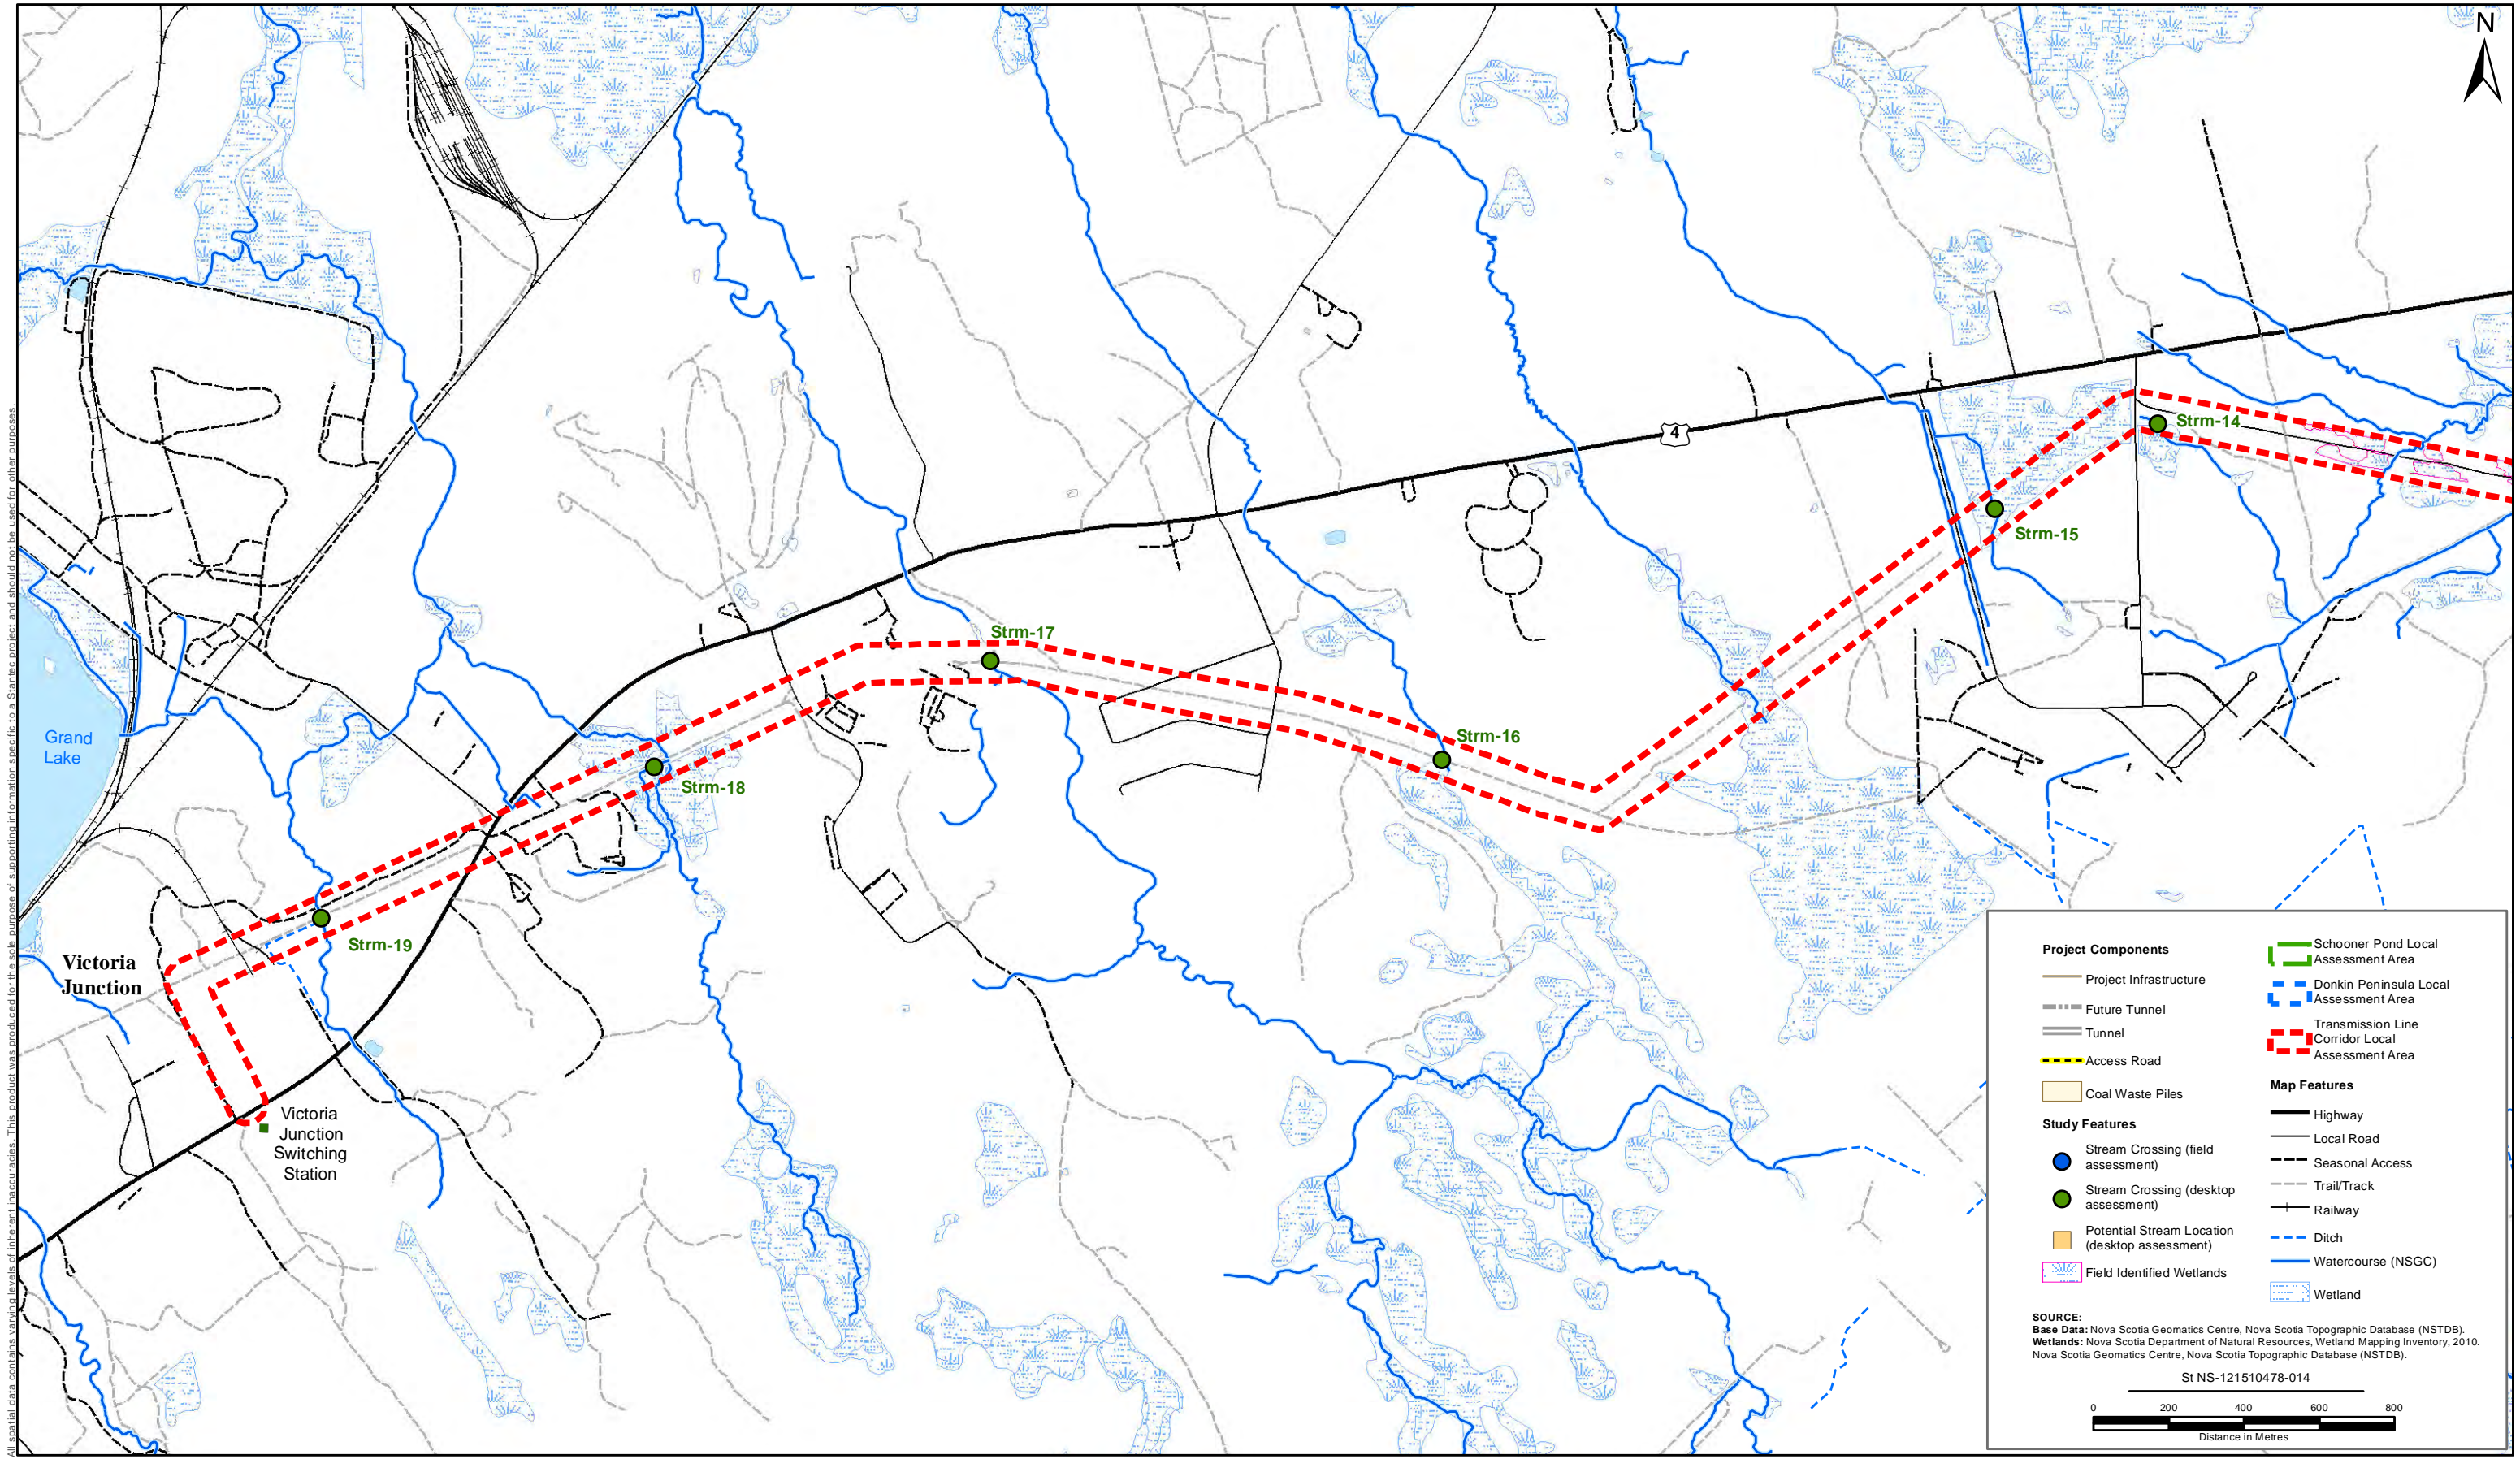 N
4
Strm-14
Strm-15
Strm-17
Strm-16
Strm-18
Strm-19
Grand
Lake
Victoria
Junction
Victoria
Junction
Switching
Station
All spatial data contains varying levels of inherent inaccuracies. This product was produced for the sole purpose of supporting information specific to a Stantec project and should not be used for other purposes.
Project Components
Project Infrastructure
Future Tunnel
Tunnel
Access Road
Coal Waste Piles
Study Features
Stream Crossing (field
assessment)
Stream Crossing (desktop
assessment)
Potential Stream Location
(desktop assessment)
Field Identified Wetlands
Schooner Pond Local
Assessment Area
Donkin Peninsula Local
Assessment Area
Transmission Line
Corridor Local
Assessment Area
Map Features
Highway
Local Road
Seasonal Access
Trail/Track
Railway
Ditch
Watercourse (NSGC)
Wetland
SOURCE:
Base Data: Nova Scotia Geomatics Centre, Nova Scotia Topographic Database (NSTDB).
Wetlands: Nova Scotia Department of Natural Resources, Wetland Mapping Inventory, 2010.
Nova Scotia Geomatics Centre, Nova Scotia Topographic Database (NSTDB).
St NS-121510478-014
0 200 400 600 800
Distance in Metres